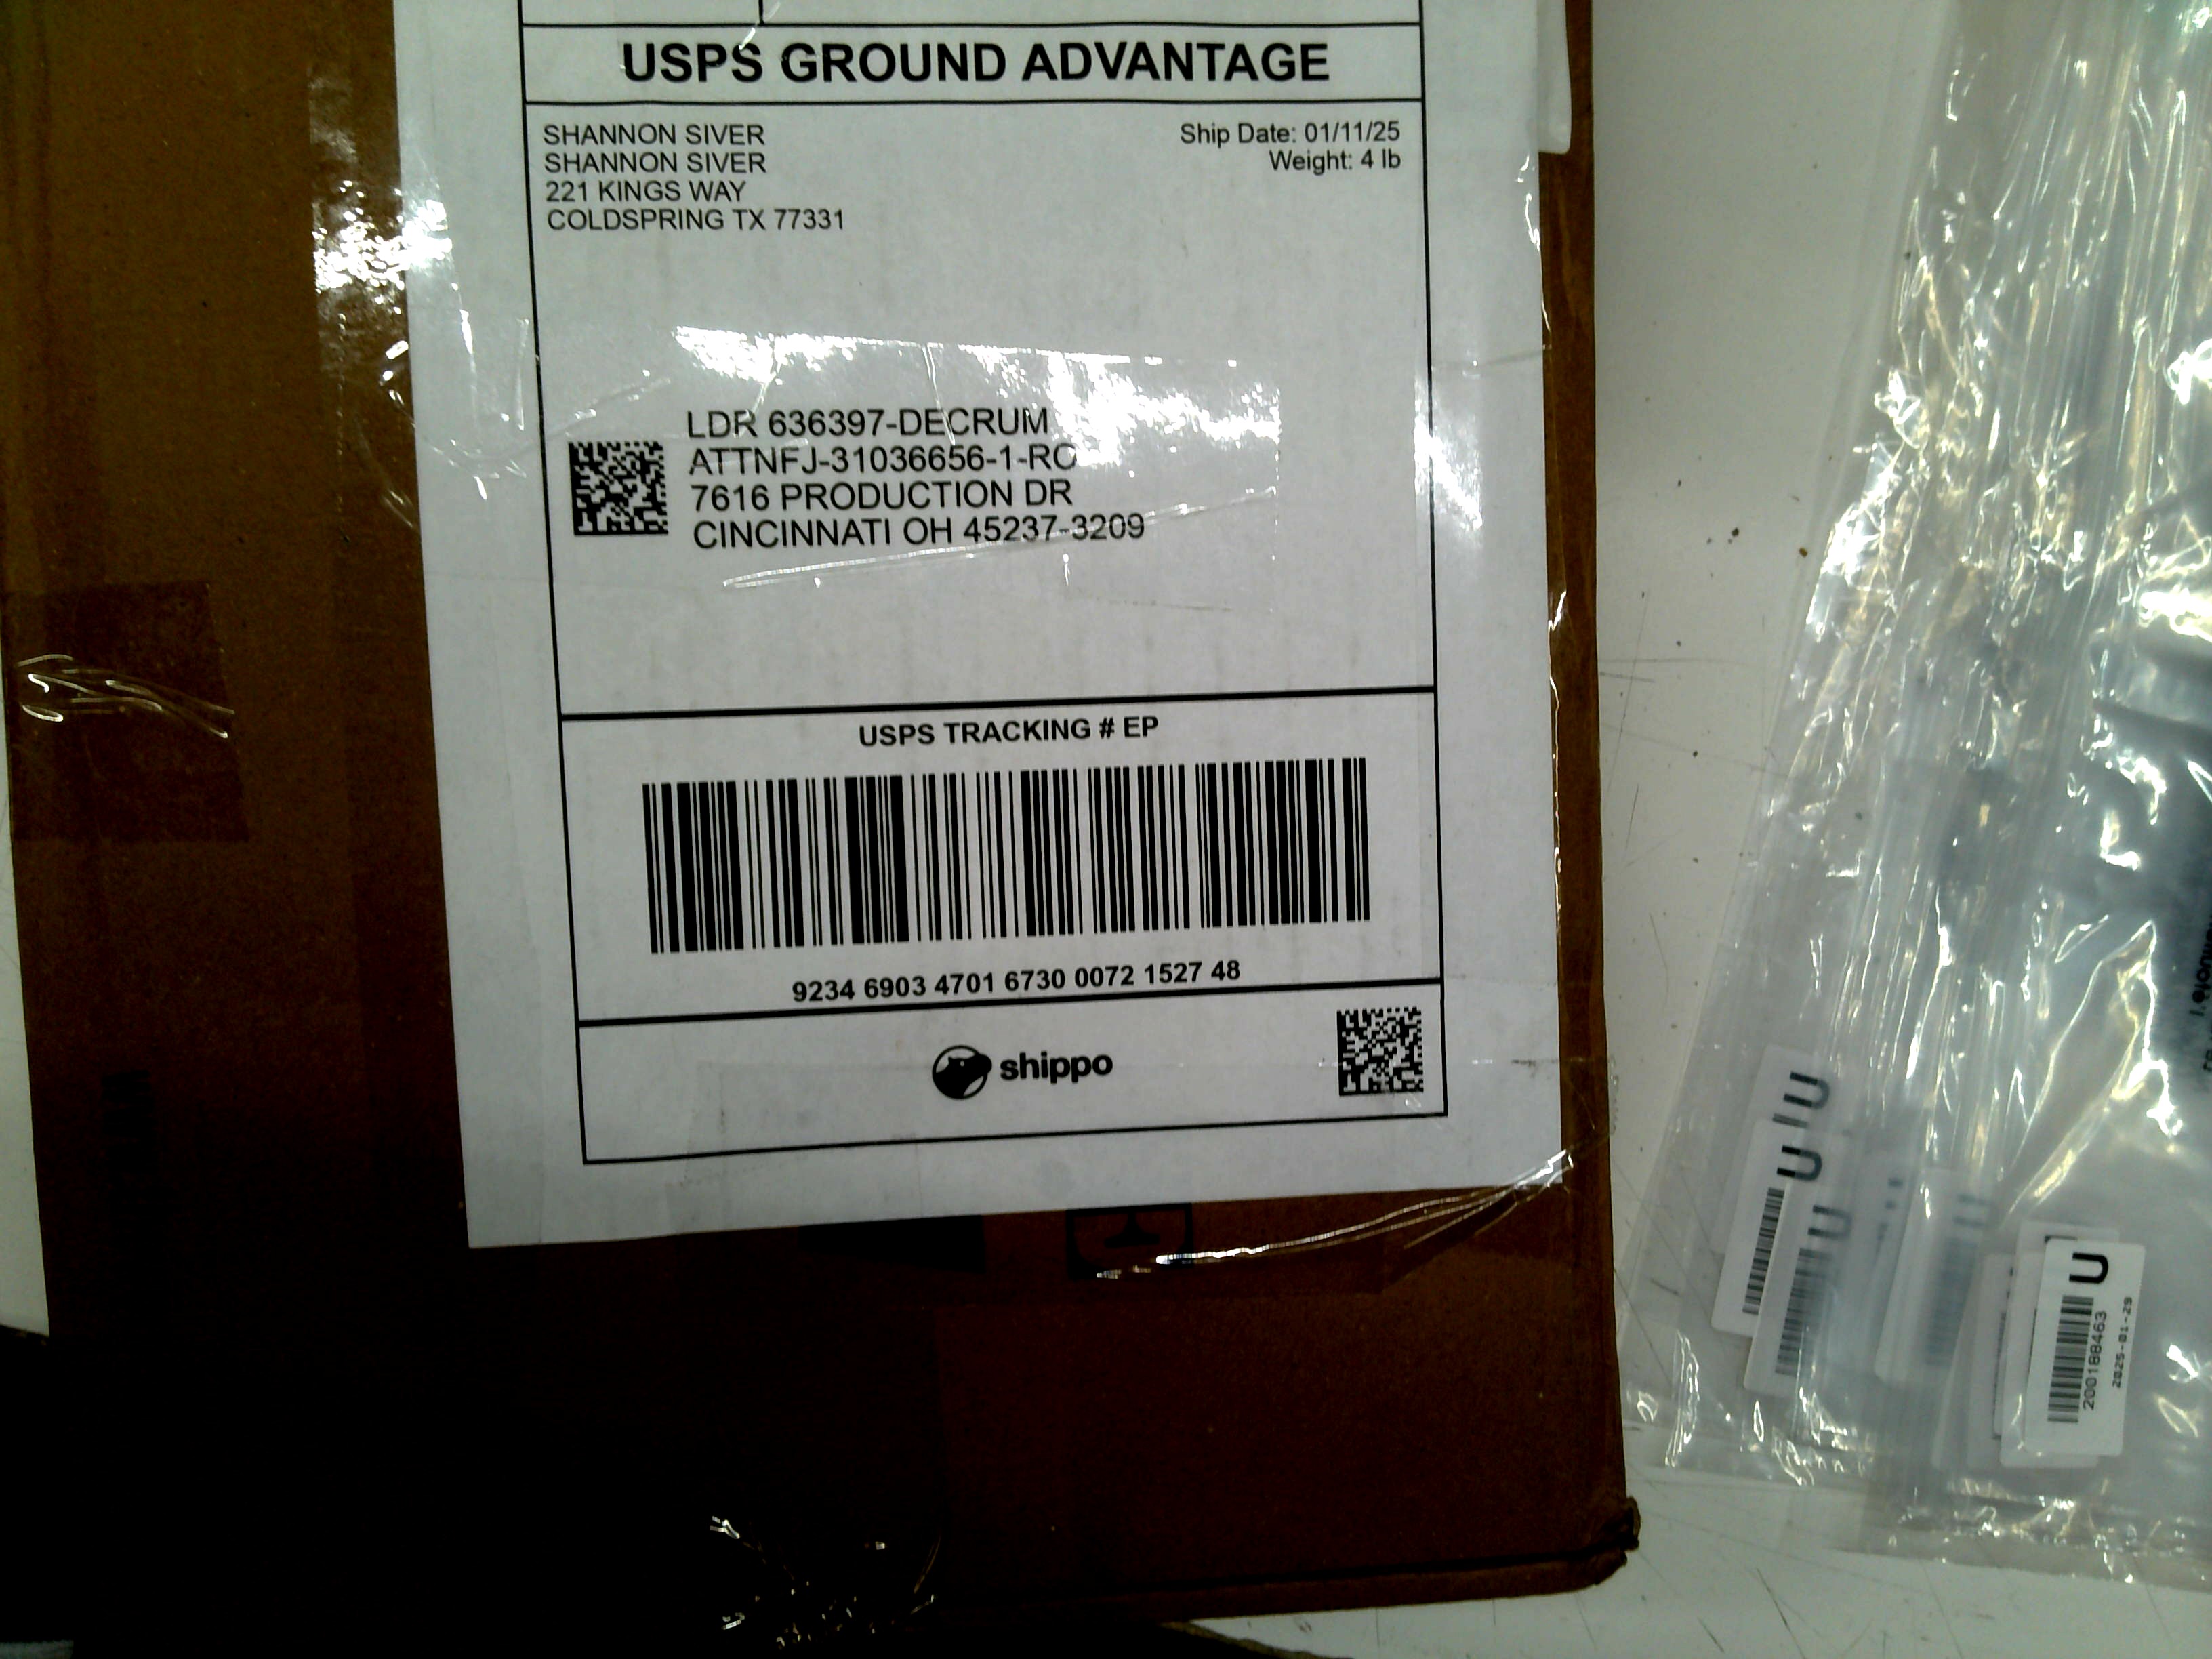 USPS GROUND ADVANTAGE
SHANNON SIVER
SHANNON SIVER
221 KINGS WAY
COLDSPRING TX 77331
Ship Date: 01/11/25
Weight: 4 lb
LDR 636397-DECRUM
ATTNFJ-31036656-1-RC
7616 PRODUCTION DR
CINCINNATI OH 45237-3209
USPS TRACKING # EP
9234 6903 4701 6730 0072 1527 48
shippo
U
U
U
U
200188463
2025-01-29